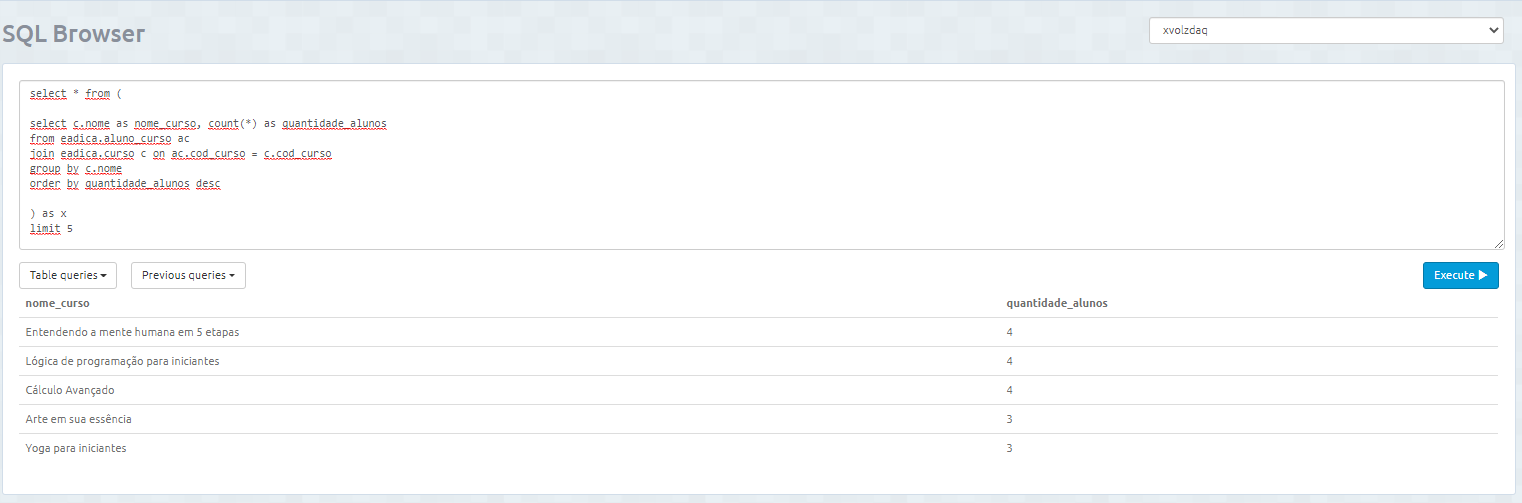 SQL Browser
xvolzdaq
select * from (
select c.nome as nome_curso, count(*) as quantidade_alunos
from eadica.aluno_curso ac
join eadica.curso c on ac.cod_curso = c.cod_curso
group by c.nome
order by quantidade_alunos desc
) as x
limit 5
Table queries
Previous queries
Execute
nome_curso quantidade_alunos
Entendendo a mente humana em 5 etapas 4
Lógica de programação para iniciantes 4
Cálculo Avançado 4
Arte em sua essência 3
Yoga para iniciantes 3